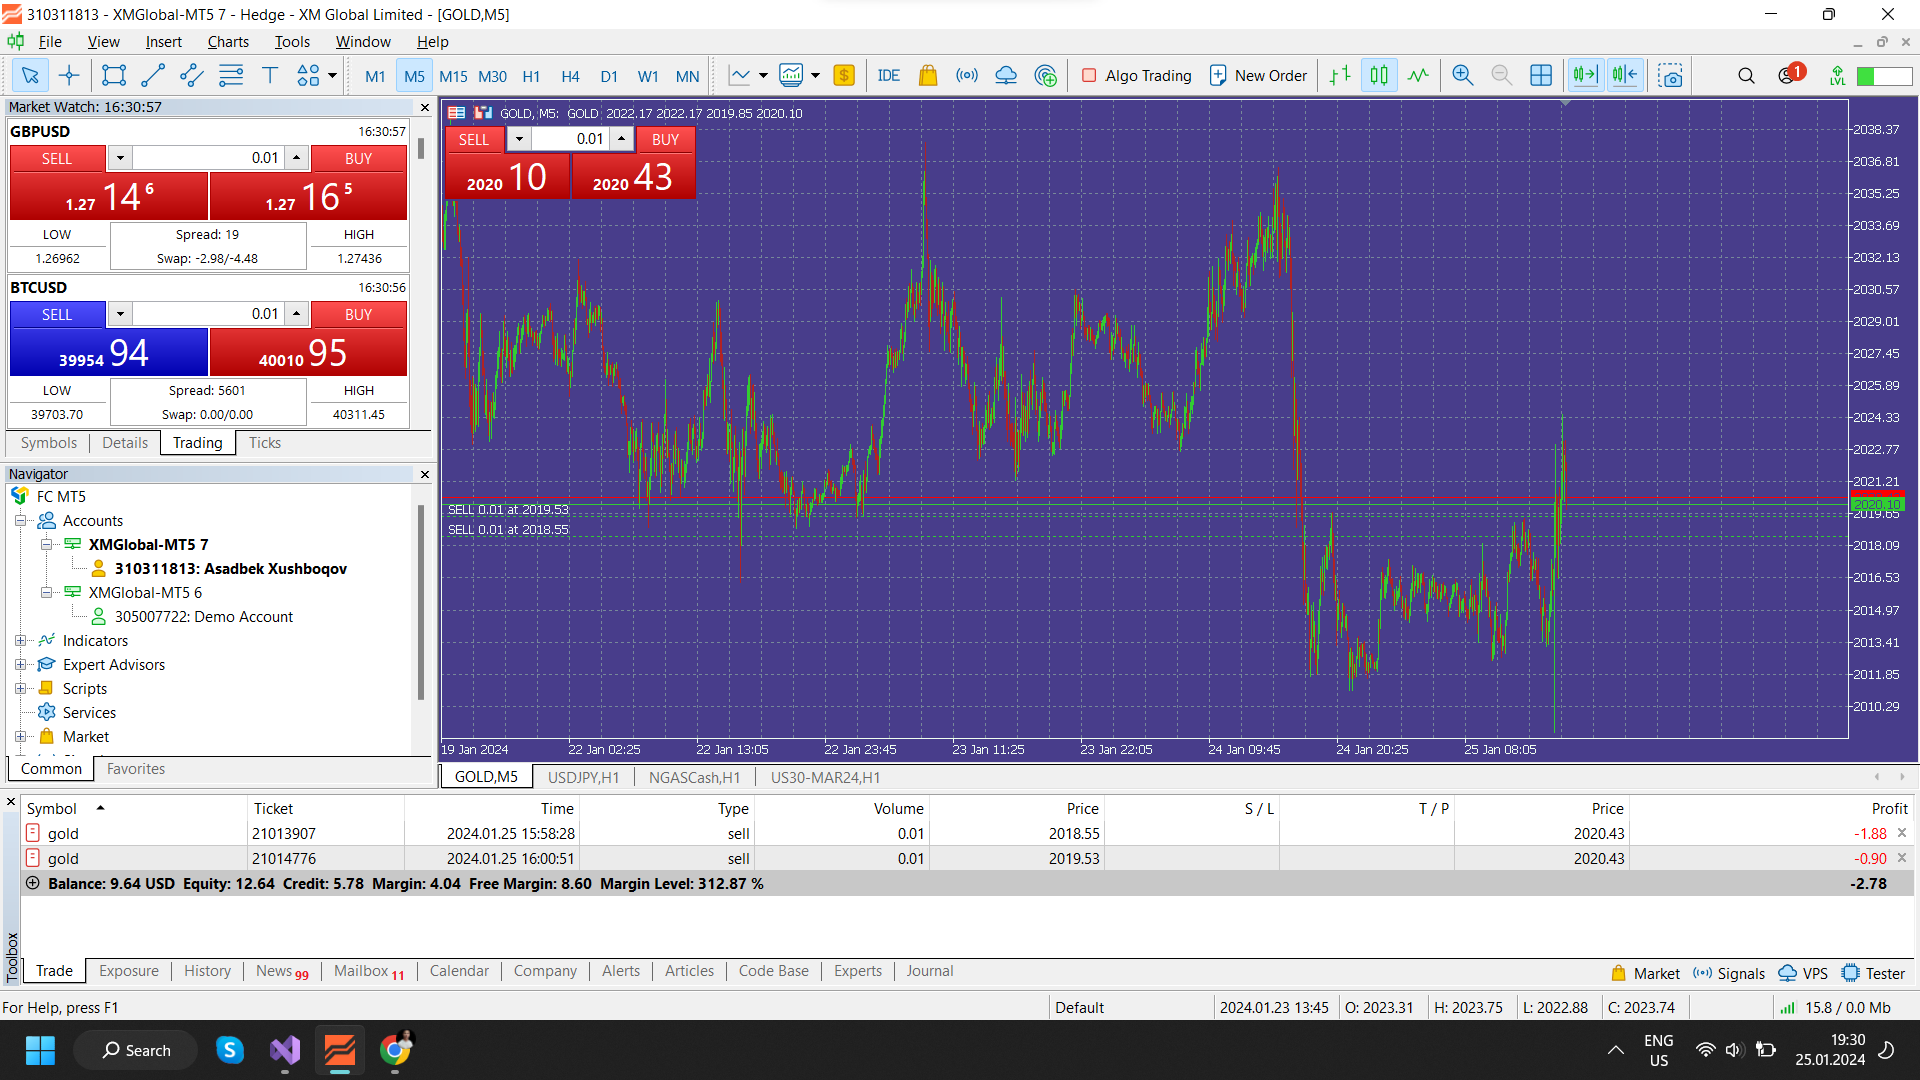 310311813 - XMGlobal-MT5 7 - Hedge - XM Global Limited - [GOLD,M5]
File View Insert Charts Tools Window Help
M1 M5 M15 M30 H1 H4 D1 W1 MN IDE Algo Trading New Order 1 LVL
Market Watch: 16:30:57
GBPUSD 16:30:57
SELL 0.01 BUY
1.27 14 6 1.27 16 5
LOW Spread: 19 HIGH
1.26962 Swap: -2.98/-4.48 1.27436
BTCUSD 16:30:56
SELL 0.01 BUY
39954 94 40010 95
LOW Spread: 5601 HIGH
39703.70 Swap: 0.00/0.00 40311.45
Symbols Details Trading Ticks
Navigator
FC MT5
Accounts
XMGlobal-MT5 7
310311813: Asadbek Xushboqov
XMGlobal-MT5 6
305007722: Demo Account
Indicators
Expert Advisors
Scripts
Services
Market
Common Favorites
GOLD, M5: GOLD 2022.17 2022.17 2019.85 2020.10
SELL 0.01 BUY
2020 10 2020 43
SELL 0.01 at 2019.53
SELL 0.01 at 2018.55
2038.37
2036.81
2035.25
2033.69
2032.13
2030.57
2029.01
2027.45
2025.89
2024.33
2022.77
2021.21
2020.10
2019.65
2018.09
2016.53
2014.97
2013.41
2011.85
2010.29
19 Jan 2024 22 Jan 02:25 22 Jan 13:05 22 Jan 23:45 23 Jan 11:25 23 Jan 22:05 24 Jan 09:45 24 Jan 20:25 25 Jan 08:05
GOLD,M5 USDJPY,H1 NGASCash,H1 US30-MAR24,H1
Symbol Ticket Time Type Volume Price S / L T / P Price Profit
gold 21013907 2024.01.25 15:58:28 sell 0.01 2018.55 2020.43 -1.88
gold 21014776 2024.01.25 16:00:51 sell 0.01 2019.53 2020.43 -0.90
Balance: 9.64 USD Equity: 12.64 Credit: 5.78 Margin: 4.04 Free Margin: 8.60 Margin Level: 312.87 % -2.78
Toolbox
Trade Exposure History News 99 Mailbox 11 Calendar Company Alerts Articles Code Base Experts Journal Market Signals VPS Tester
For Help, press F1 Default 2024.01.23 13:45 O: 2023.31 H: 2023.75 L: 2022.88 C: 2023.74 15.8 / 0.0 Mb
Search ENG US 19:30 25.01.2024